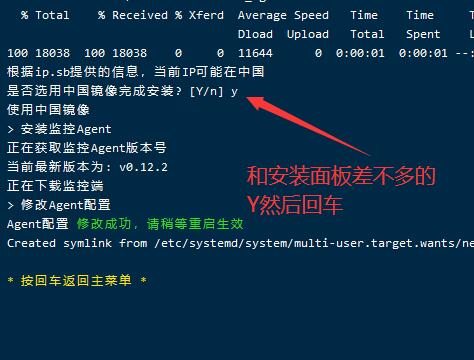 % Total % Received % Xferd Average Speed Time Time --
Dload Upload Total Spent L
100 18038 100 18038 0 0 11644 0 0:00:01 0:00:01 --:
根据ip.sb提供的信息, 当前IP可能在中国
是否选用中国镜像完成安装? [Y/n] y
使用中国镜像
> 安装监控Agent
正在获取监控Agent版本号
当前最新版本为: v0.12.2
正在下载监控端
和安装面板差不多的
> 修改Agent配置
Y然后回车
Agent配置 修改成功, 请稍等重启生效
Created symlink from /etc/systemd/system/multi-user.target.wants/ne
* 按回车返回主菜单 *